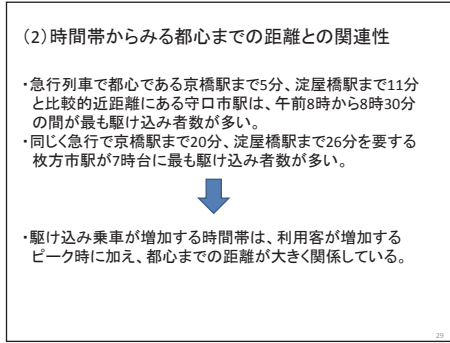 (2)時間帯からみる都心までの距離との関連性
・急行列車で都心である京橋駅まで5分、淀屋橋駅まで11分
と比較的近距離にある守口市駅は、午前8時から8時30分
の間が最も駆け込み者数が多い。
・同じく急行で京橋駅まで20分、淀屋橋駅まで26分を要する
枚方市駅が7時台に最も駆け込み者数が多い。
・駆け込み乗車が増加する時間帯は、利用客が増加する
ピーク時に加え、都心までの距離が大きく関係している。
29